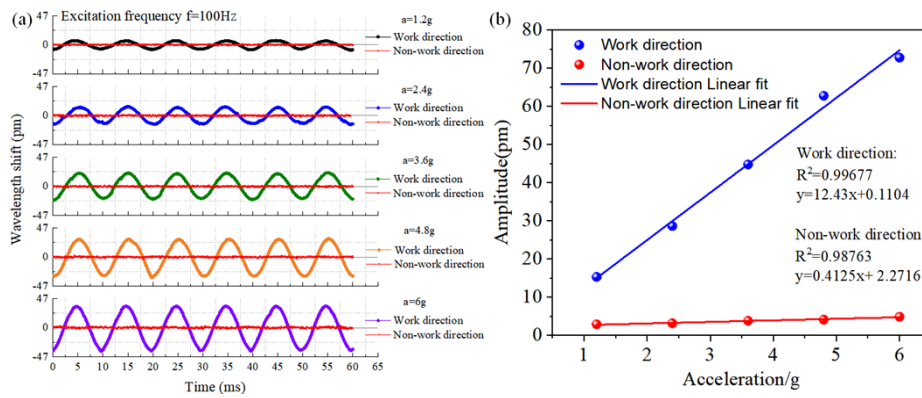 (a)
Excitation frequency f=100Hz
47
0
-47
a=1.2g
Work direction
Non-work direction
47
0
-47
a=2.4g
Work direction
Non-work direction
47
0
-47
a=3.6g
Work direction
Non-work direction
47
0
-47
a=4.8g
Work direction
Non-work direction
47
0
-47
a=6g
Work direction
Non-work direction
0 5 10 15 20 25 30 35 40 45 50 55 60 65
Time (ms)
Wavelength shift (pm)
(b)
80
70
60
50
40
30
20
10
0
Amplitude(pm)
Work direction
Non-work direction
Work direction Linear fit
Non-work direction Linear fit
Work direction:
R²=0.99677
y=12.43x+0.1104
Non-work direction:
R²=0.98763
y=0.4125x+2.2716
1 2 3 4 5 6
Acceleration/g